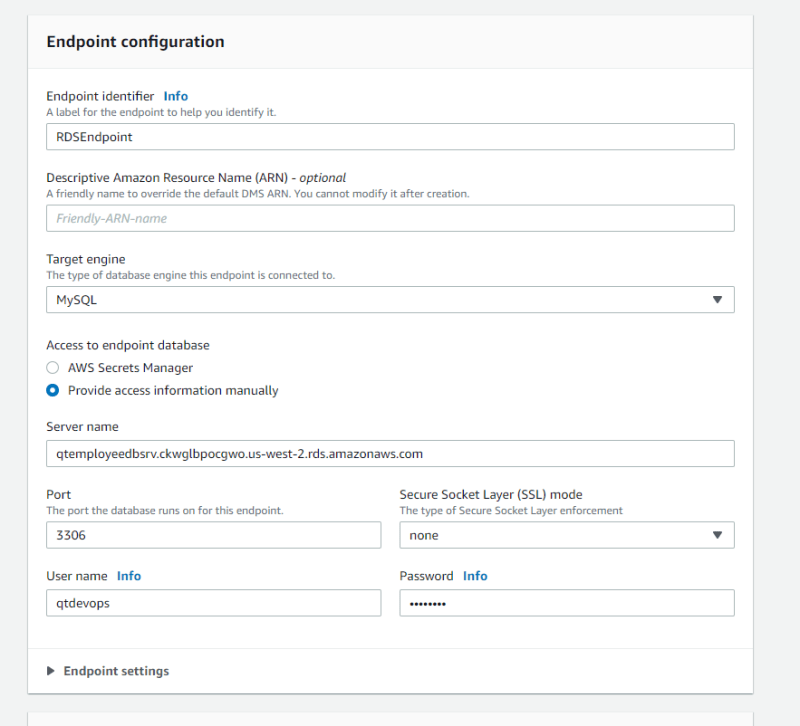 Endpoint configuration
Endpoint identifier Info
A label for the endpoint to help you identify it.
RDSEndpoint
Descriptive Amazon Resource Name (ARN) - optional
A friendly name to override the default DMS ARN. You cannot modify it after creation.
Friendly-ARN-name
Target engine
The type of database engine this endpoint is connected to.
MySQL
Access to endpoint database
AWS Secrets Manager
Provide access information manually
Server name
qtemployeedbsrv.ckwglbpocgwo.us-west-2.rds.amazonaws.com
Port
The port the database runs on for this endpoint.
3306
Secure Socket Layer (SSL) mode
The type of Secure Socket Layer enforcement
none
User name Info
qtdevops
Password Info
••••••••
Endpoint settings